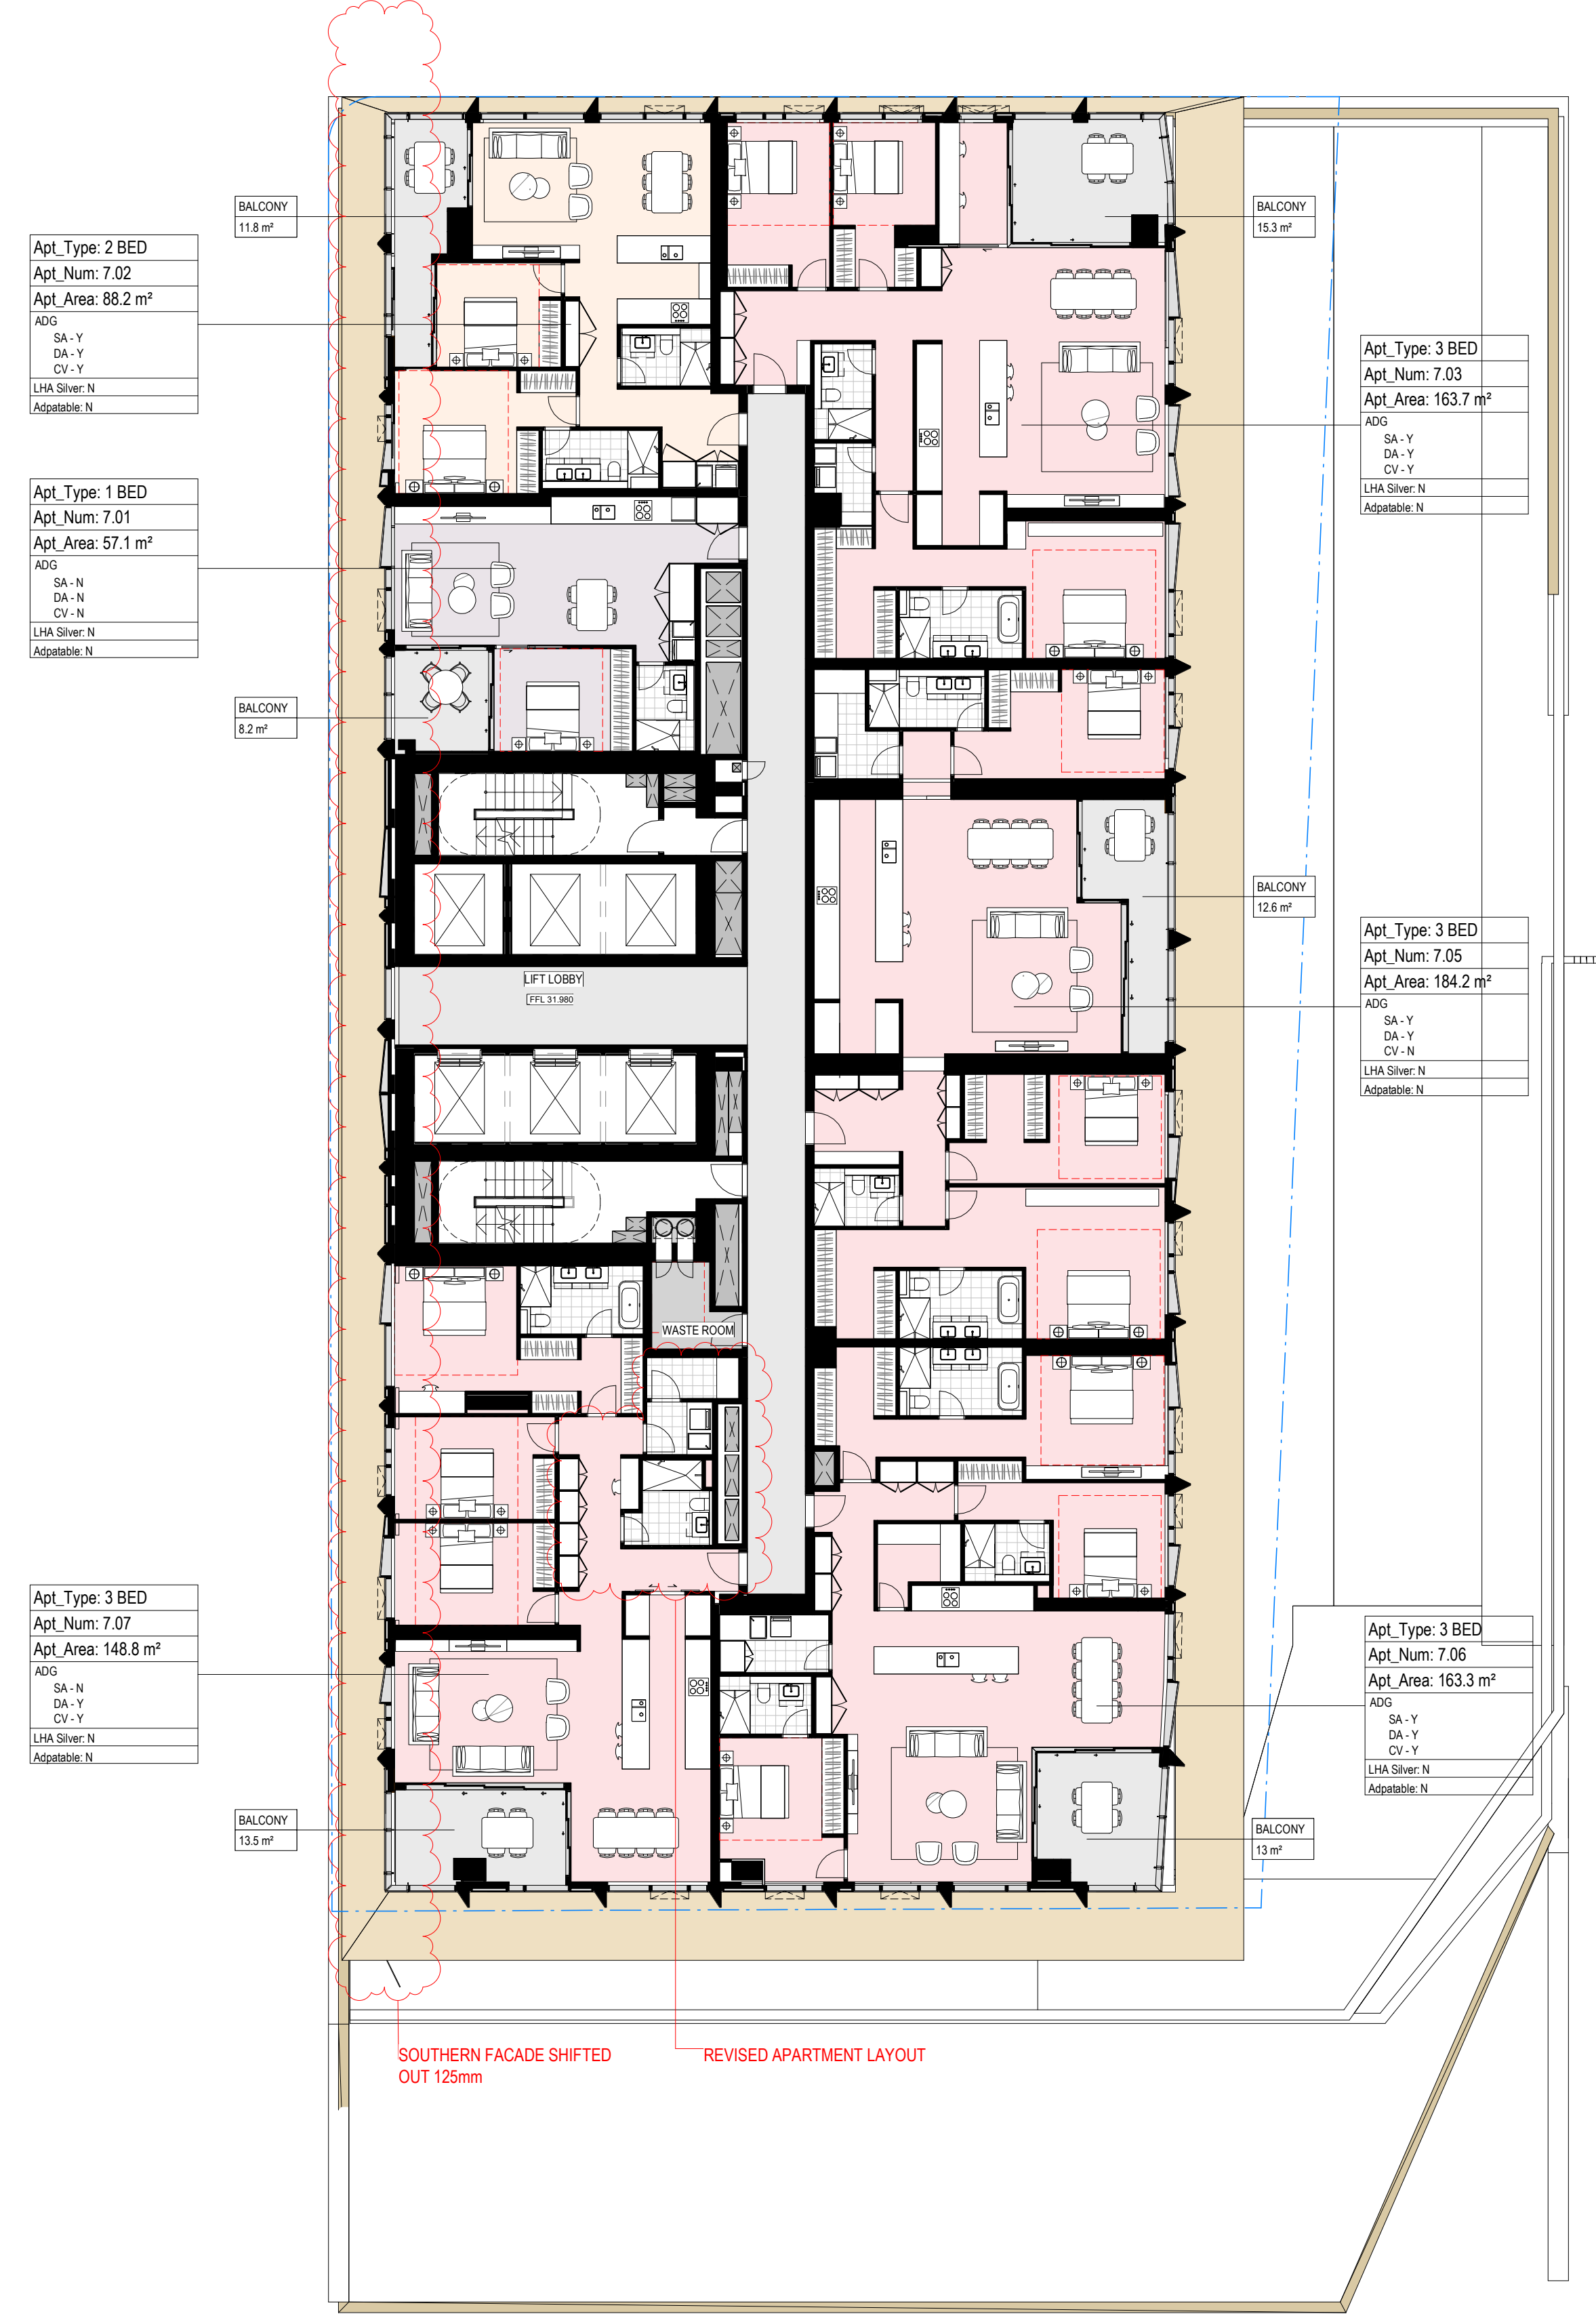 BALCONY
11.8 m²
Apt_Type: 2 BED
Apt_Num: 7.02
Apt_Area: 88.2 m²
ADG
SA - Y
DA - Y
CV - Y
LHA Silver: N
Adpatable: N
Apt_Type: 1 BED
Apt_Num: 7.01
Apt_Area: 57.1 m²
ADG
SA - N
DA - N
CV - N
LHA Silver: N
Adpatable: N
BALCONY
8.2 m²
BALCONY
15.3 m²
Apt_Type: 3 BED
Apt_Num: 7.03
Apt_Area: 163.7 m²
ADG
SA - Y
DA - Y
CV - Y
LHA Silver: N
Adpatable: N
BALCONY
12.6 m²
Apt_Type: 3 BED
Apt_Num: 7.05
Apt_Area: 184.2 m²
ADG
SA - Y
DA - Y
CV - N
LHA Silver: N
Adpatable: N
LIFT LOBBY
FFL 31.980
WASTE ROOM
Apt_Type: 3 BED
Apt_Num: 7.07
Apt_Area: 148.8 m²
ADG
SA - N
DA - Y
CV - Y
LHA Silver: N
Adpatable: N
BALCONY
13.5 m²
Apt_Type: 3 BED
Apt_Num: 7.06
Apt_Area: 163.3 m²
ADG
SA - Y
DA - Y
CV - Y
LHA Silver: N
Adpatable: N
BALCONY
13 m²
SOUTHERN FACADE SHIFTED
OUT 125mm
REVISED APARTMENT LAYOUT